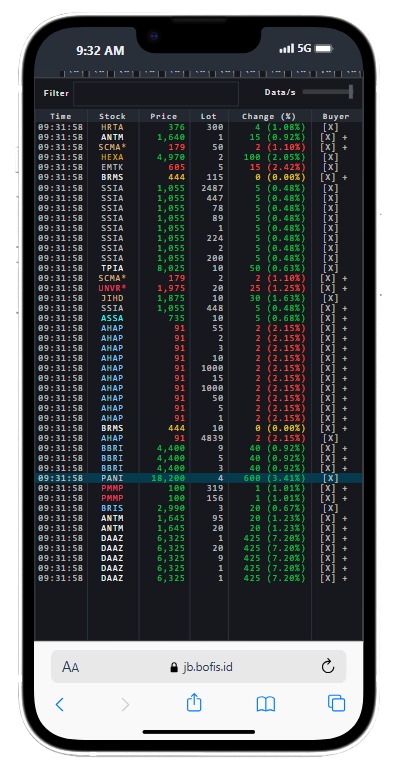 9:32 AM 5G
Filter Data/s
Time Stock Price Lot Change (%) Buyer
09:31:58 HRTA 376 300 4 (1.08%) [X]
09:31:58 ANTM 1,640 1 15 (0.92%) [X] +
09:31:58 SCMA* 179 50 2 (1.10%) [X] +
09:31:58 HEXA 4,970 2 100 (2.05%) [X]
09:31:58 EMTK 605 5 15 (2.42%) [X]
09:31:58 BRMS 444 115 0 (0.00%) [X] +
09:31:58 SSIA 1,055 2487 5 (0.48%) [X]
09:31:58 SSIA 1,055 447 5 (0.48%) [X]
09:31:58 SSIA 1,055 78 5 (0.48%) [X]
09:31:58 SSIA 1,055 89 5 (0.48%) [X]
09:31:58 SSIA 1,055 1 5 (0.48%) [X]
09:31:58 SSIA 1,055 224 5 (0.48%) [X]
09:31:58 SSIA 1,055 2 5 (0.48%) [X]
09:31:58 SSIA 1,055 200 5 (0.48%) [X]
09:31:58 TPIA 8,025 10 50 (0.63%) [X]
09:31:58 SCMA* 179 2 2 (1.10%) [X] +
09:31:58 UNVR* 1,975 20 25 (1.25%) [X] +
09:31:58 JIHD 1,875 10 30 (1.63%) [X]
09:31:58 SSIA 1,055 448 5 (0.48%) [X] +
09:31:58 ASSA 735 10 5 (0.68%) [X] +
09:31:58 AHAP 91 55 2 (2.15%) [X] +
09:31:58 AHAP 91 2 2 (2.15%) [X] +
09:31:58 AHAP 91 3 2 (2.15%) [X] +
09:31:58 AHAP 91 10 2 (2.15%) [X] +
09:31:58 AHAP 91 1000 2 (2.15%) [X] +
09:31:58 AHAP 91 15 2 (2.15%) [X] +
09:31:58 AHAP 91 1000 2 (2.15%) [X] +
09:31:58 AHAP 91 50 2 (2.15%) [X] +
09:31:58 AHAP 91 5 2 (2.15%) [X] +
09:31:58 AHAP 91 1 2 (2.15%) [X] +
09:31:58 BRMS 444 10 0 (0.00%) [X] +
09:31:58 AHAP 91 4839 2 (2.15%) [X]
09:31:58 BBRI 4,400 9 40 (0.92%) [X] +
09:31:58 BBRI 4,400 5 40 (0.92%) [X] +
09:31:58 BBRI 4,400 3 40 (0.92%) [X] +
09:31:58 PANI 18,200 4 600 (3.41%) [X]
09:31:58 PMMP 100 319 1 (1.01%) [X] +
09:31:58 PMMP 100 156 1 (1.01%) [X] +
09:31:58 BRIS 2,990 3 20 (0.67%) [X]
09:31:58 ANTM 1,645 95 20 (1.23%) [X] +
09:31:58 ANTM 1,645 20 20 (1.23%) [X] +
09:31:58 DAAZ 6,325 1 425 (7.20%) [X] +
09:31:58 DAAZ 6,325 20 425 (7.20%) [X] +
09:31:58 DAAZ 6,325 9 425 (7.20%) [X] +
09:31:58 DAAZ 6,325 1 425 (7.20%) [X] +
09:31:58 DAAZ 6,325 1 425 (7.20%) [X] +
AA jb.bofis.id